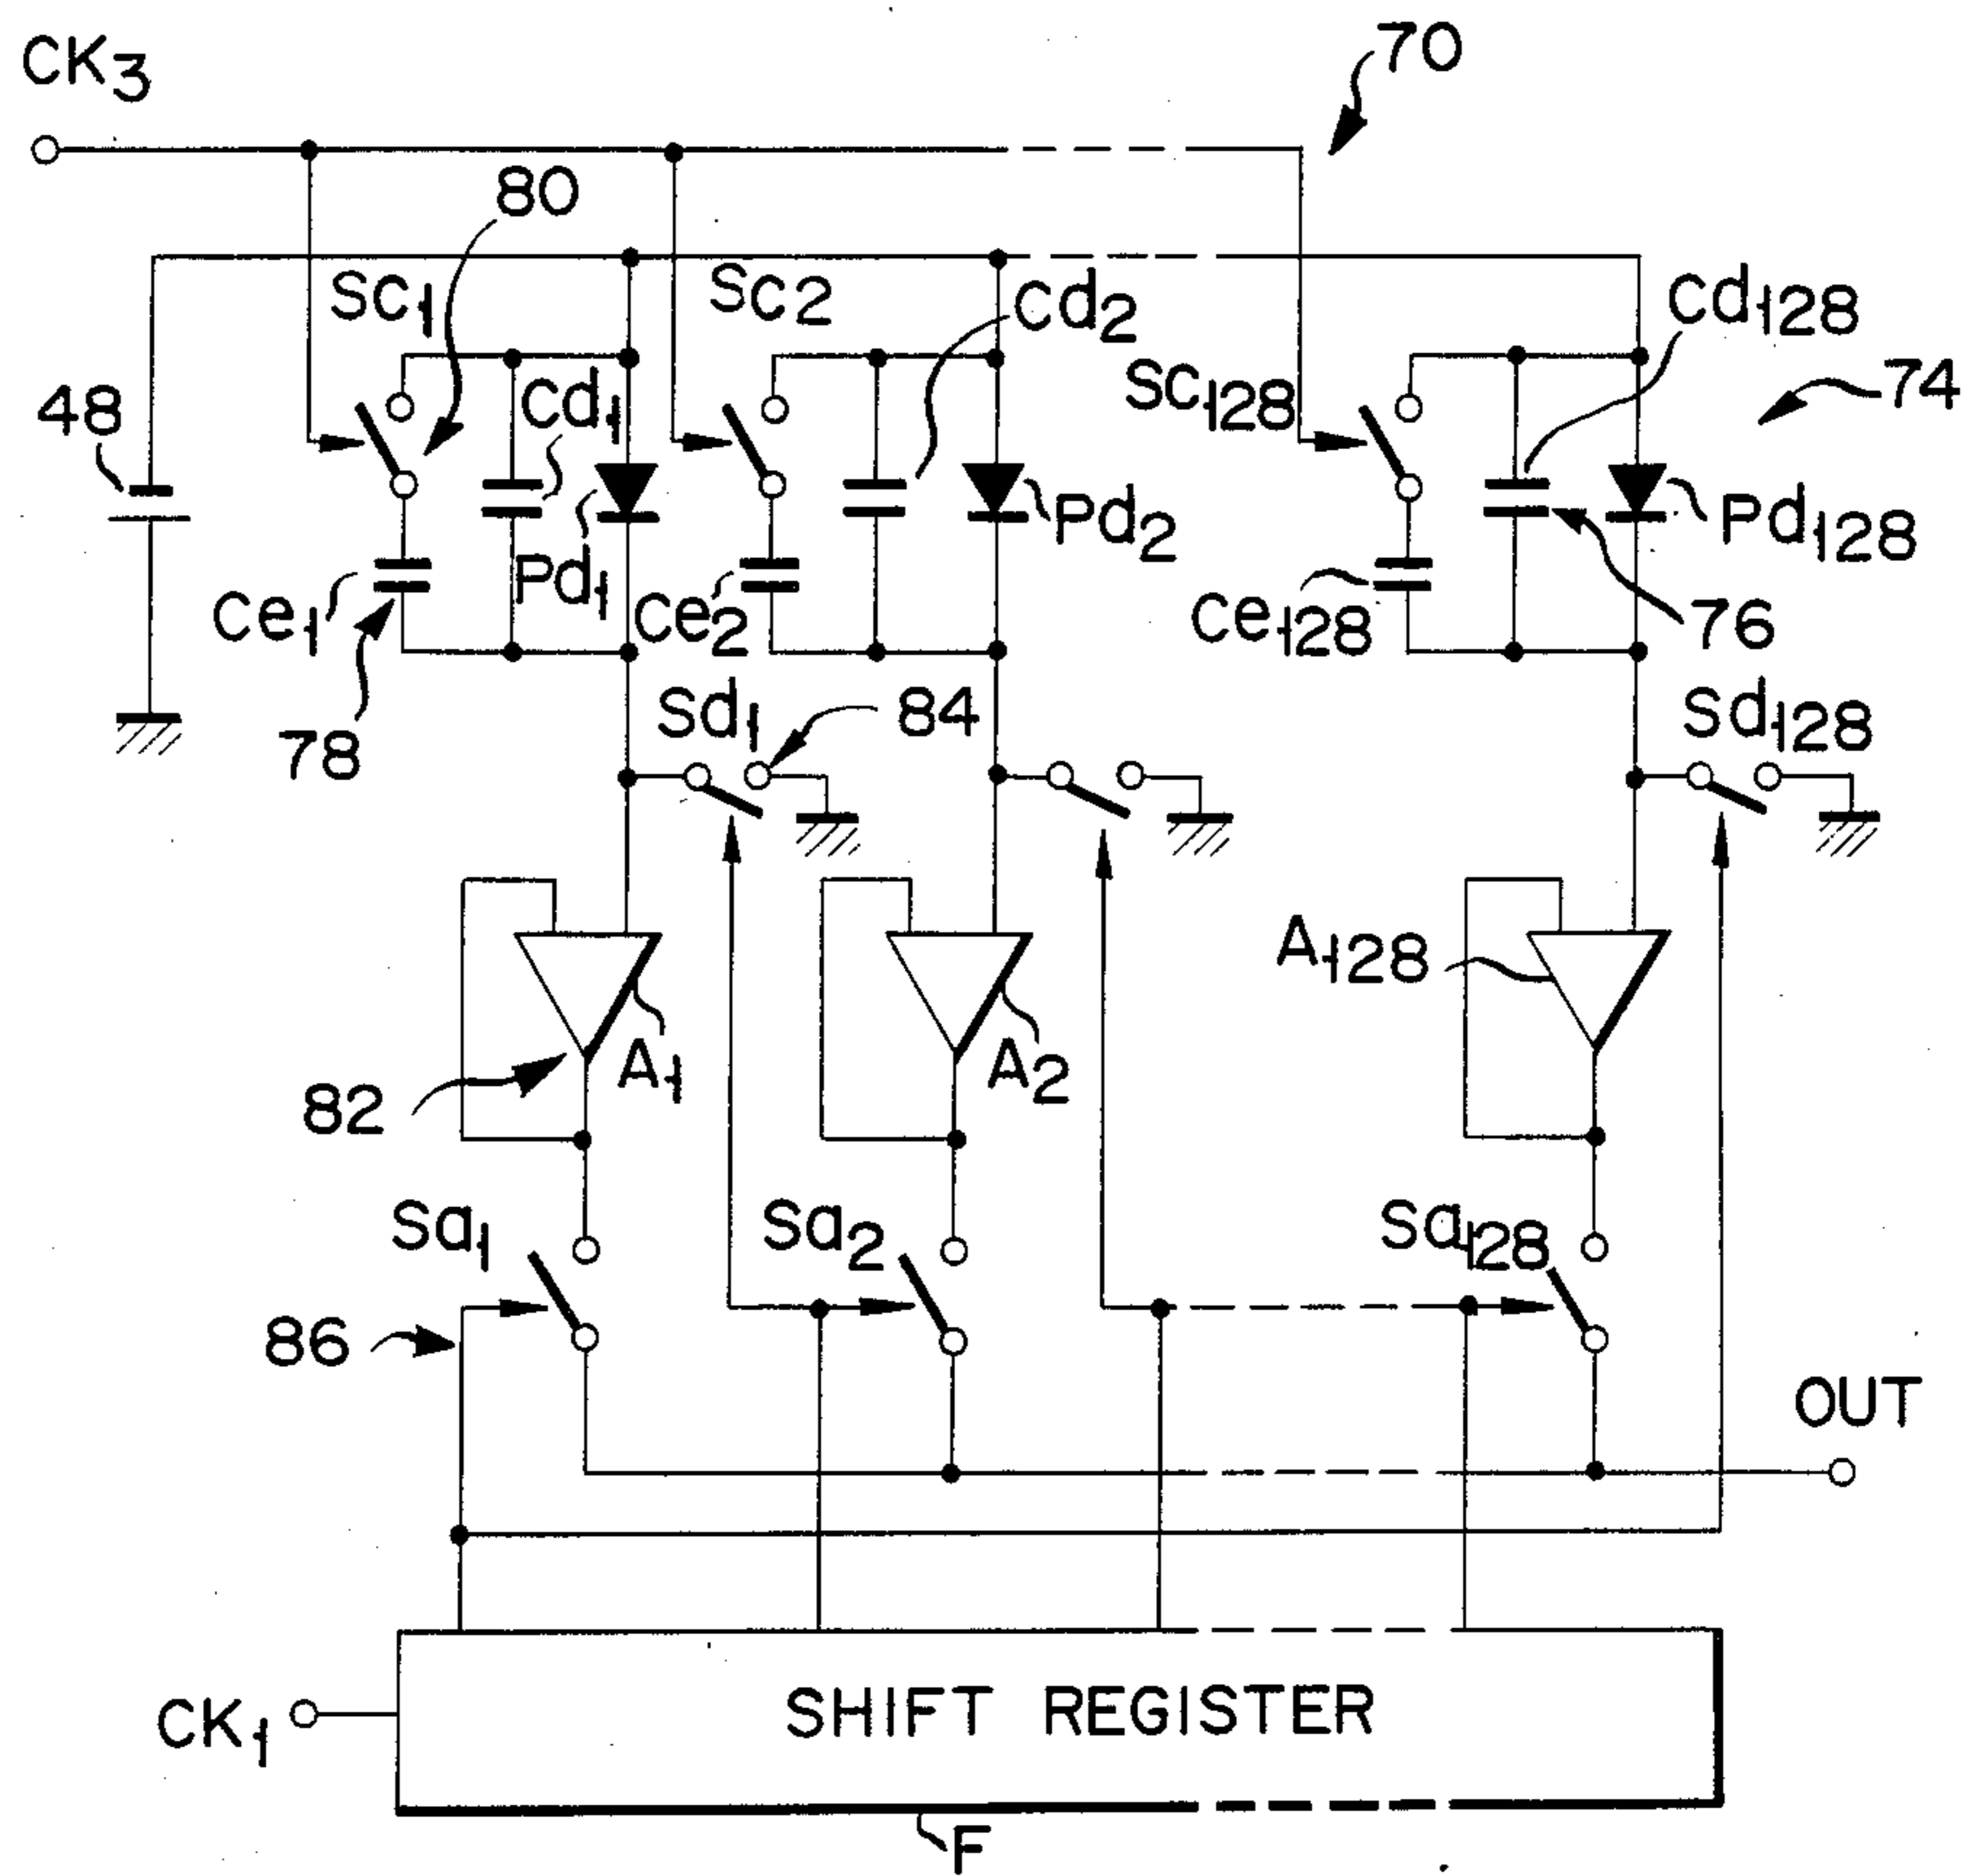 CK₃
70
80
Sc₁
Sc₂
Cd₂
Cd₁₂₈
48
Cd₁
Sc₁₂₈
74
Pd₂
Pd₁₂₈
Ce₁
Pd₁
Ce₂
Ce₁₂₈
76
78
Sd₁
84
Sd₁₂₈
A₁₂₈
82
A₁
A₂
Sa₁
Sa₂
Sa₁₂₈
86
OUT
CK₁
SHIFT REGISTER
F